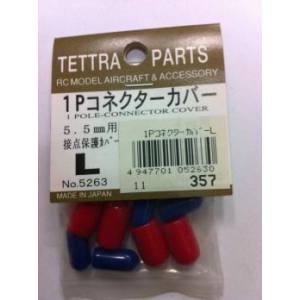 TETTRA PARTS
RC MODEL AIRCRAFT & ACCESSORY
1Pコネクターカバー
1 POLE-CONNECTOR COVER
5.5㎜用
接点保護ｶﾊﾞｰ
L
No.5263
MADE IN JAPAN
1PｺﾈｸﾀｰｶﾊﾞｰL
4947701 052630
11
357